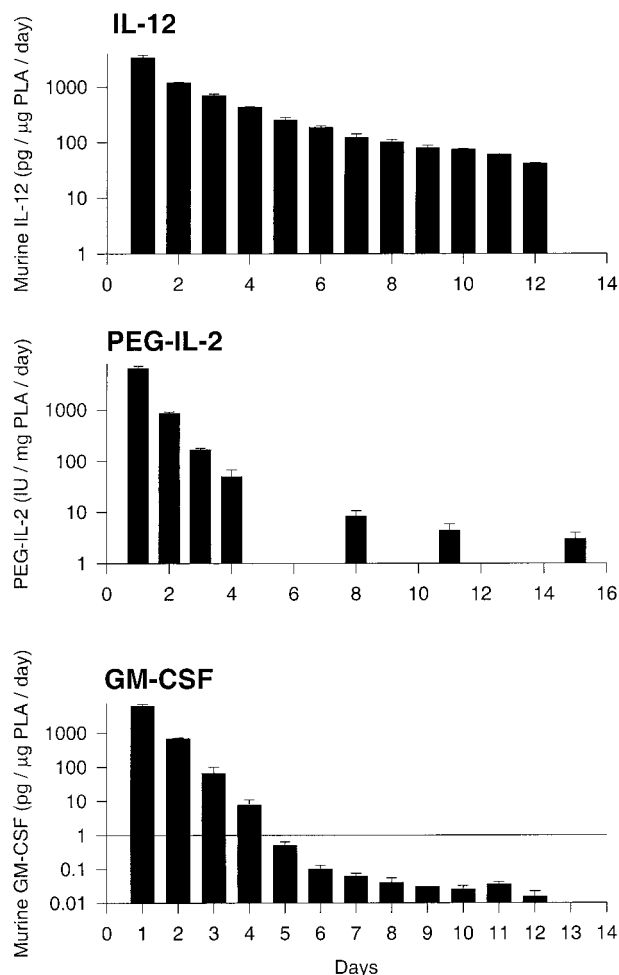 IL-12
Murine IL-12 (pg / µg PLA / day)
1000
100
10
1
0 2 4 6 8 10 12 14
PEG-IL-2
PEG-IL-2 (IU / mg PLA / day)
1000
100
10
1
0 2 4 6 8 10 12 14 16
GM-CSF
Murine GM-CSF (pg / µg PLA / day)
1000
100
10
1
0.1
0.01
0 1 2 3 4 5 6 7 8 9 10 11 12 13 14
Days